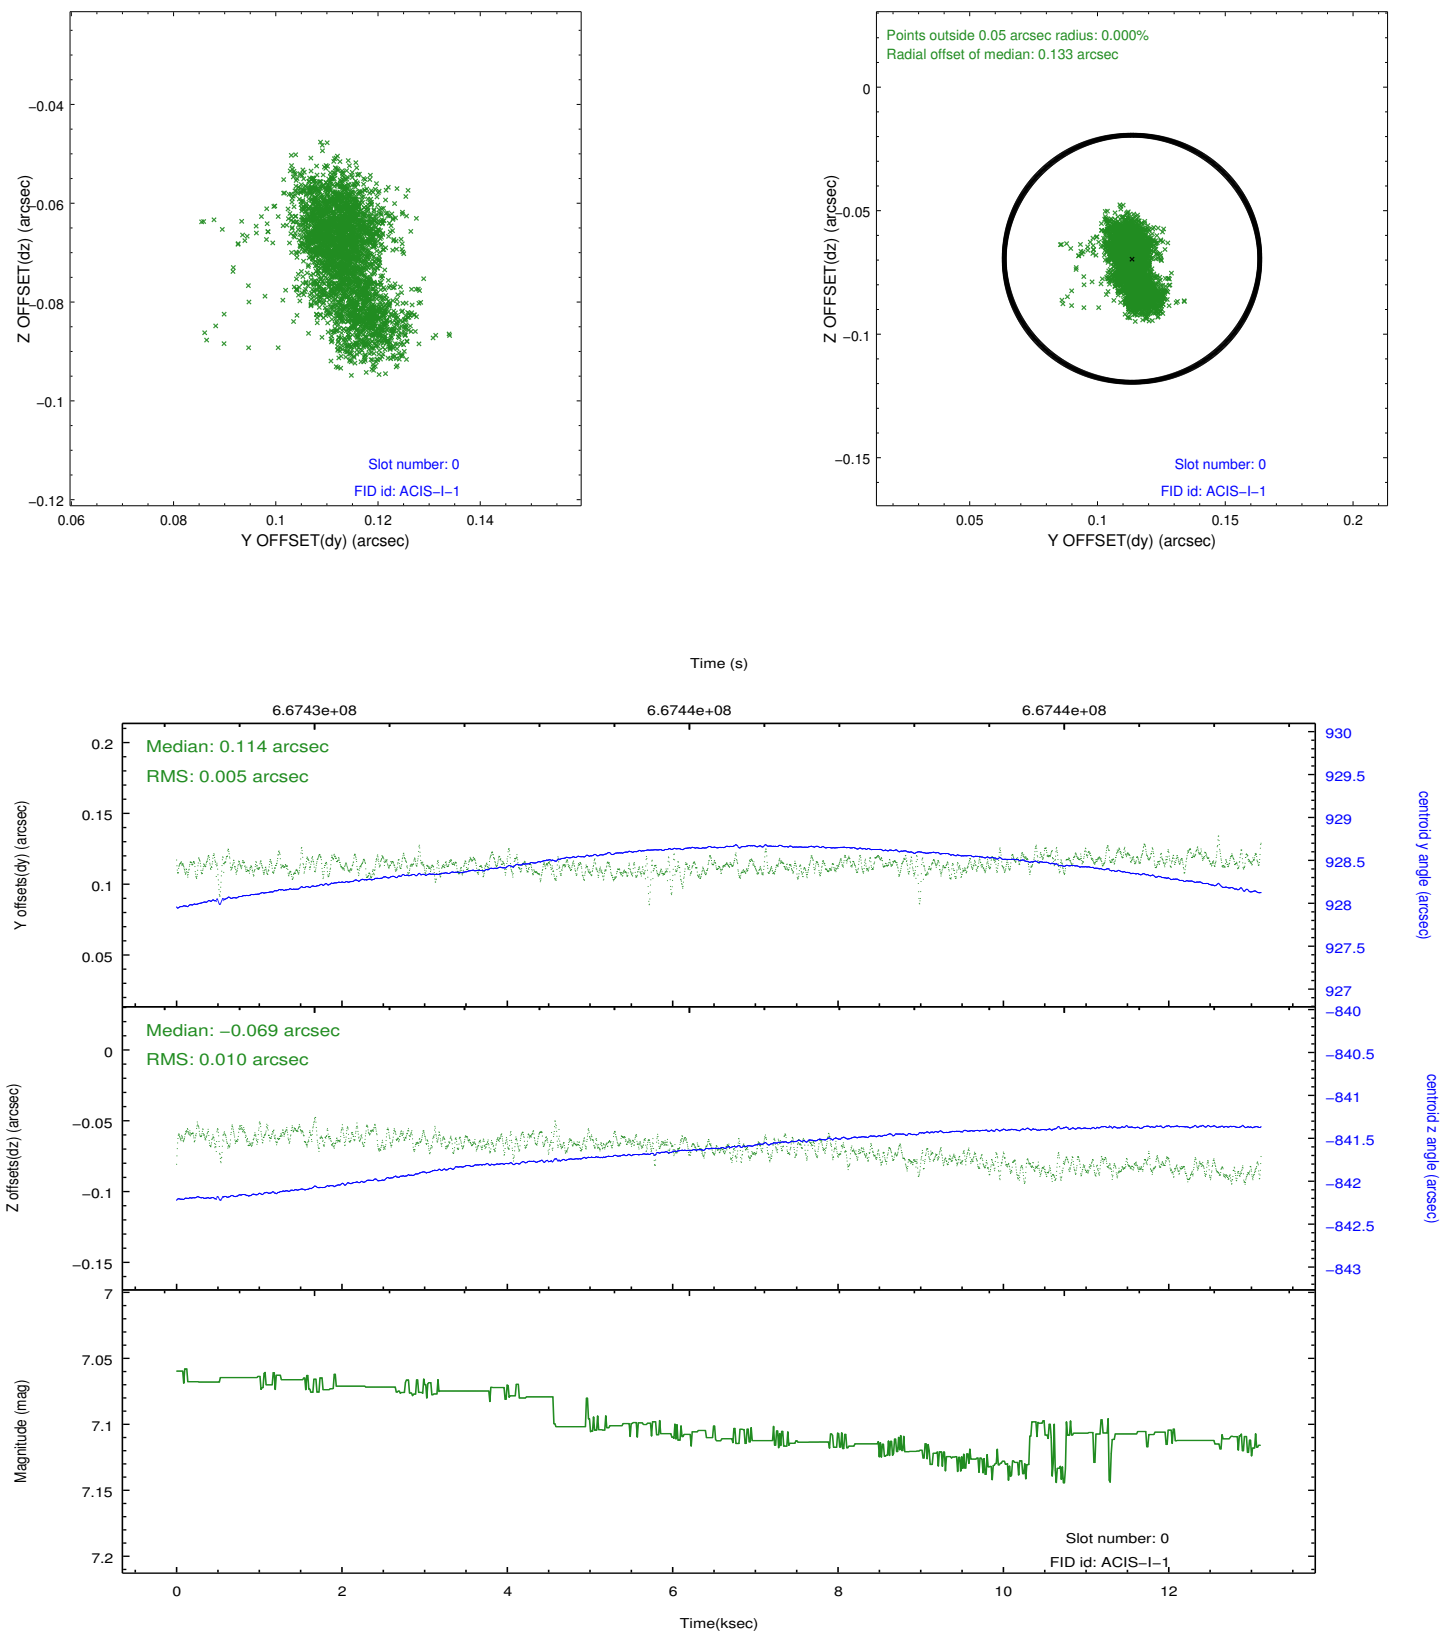 −0.04
−0.06
−0.08
−0.1
−0.12
Z OFFSET(dz) (arcsec)
0.06 0.08 0.1 0.12 0.14
Y OFFSET(dy) (arcsec)
Slot number: 0
FID id: ACIS−I−1
Points outside 0.05 arcsec radius: 0.000%
Radial offset of median: 0.133 arcsec
0
−0.05
−0.1
−0.15
Z OFFSET(dz) (arcsec)
0.05 0.1 0.15 0.2
Y OFFSET(dy) (arcsec)
Slot number: 0
FID id: ACIS−I−1
Time (s)
6.6743e+08 6.6744e+08 6.6744e+08
Median: 0.114 arcsec
RMS: 0.005 arcsec
0.2
0.15
0.1
0.05
Y offsets(dy) (arcsec)
930
929.5
929
928.5
928
927.5
927
centroid y angle (arcsec)
Median: −0.069 arcsec
RMS: 0.010 arcsec
0
−0.05
−0.1
−0.15
Z offsets(dz) (arcsec)
−840
−840.5
−841
−841.5
−842
−842.5
−843
centroid z angle (arcsec)
7
7.05
7.1
7.15
7.2
Magnitude (mag)
Slot number: 0
FID id: ACIS−I−1
0 2 4 6 8 10 12
Time(ksec)